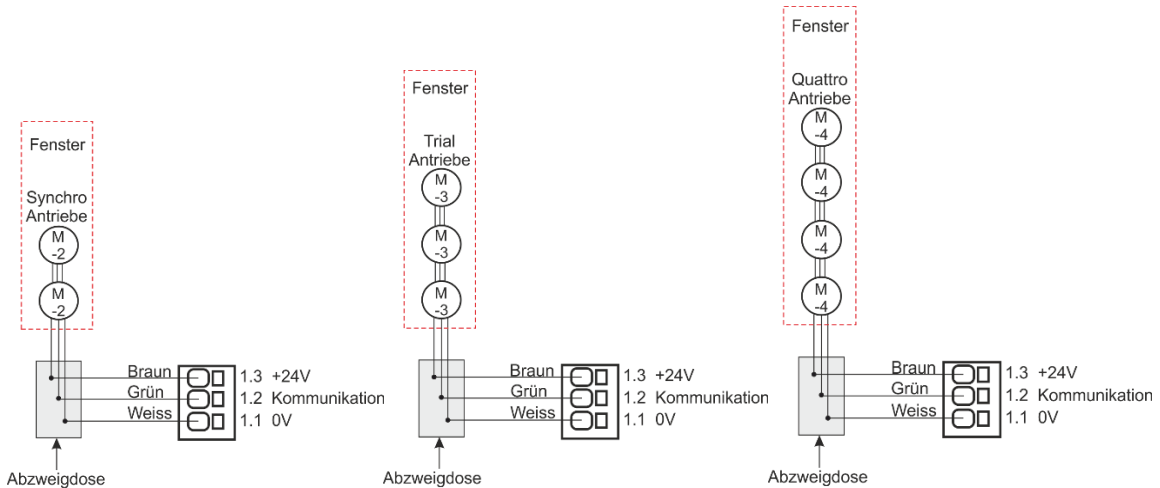 Fenster
Synchro
Antriebe
M
-2
M
-2
Braun
1.3 +24V
Grün
1.2 Kommunikation
Weiss
1.1 0V
Abzweigdose
Fenster
Trial
Antriebe
M
-3
M
-3
M
-3
Braun
1.3 +24V
Grün
1.2 Kommunikation
Weiss
1.1 0V
Abzweigdose
Fenster
Quattro
Antriebe
M
-4
M
-4
M
-4
M
-4
Braun
1.3 +24V
Grün
1.2 Kommunikation
Weiss
1.1 0V
Abzweigdose